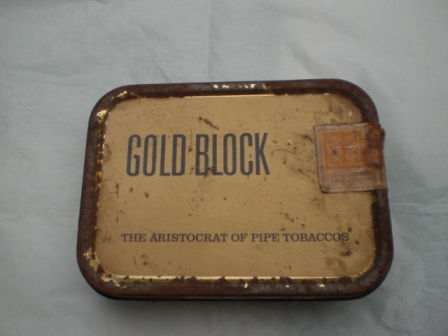 GOLD BLOCK
THE ARISTOCRAT OF PIPE TOBACCOS